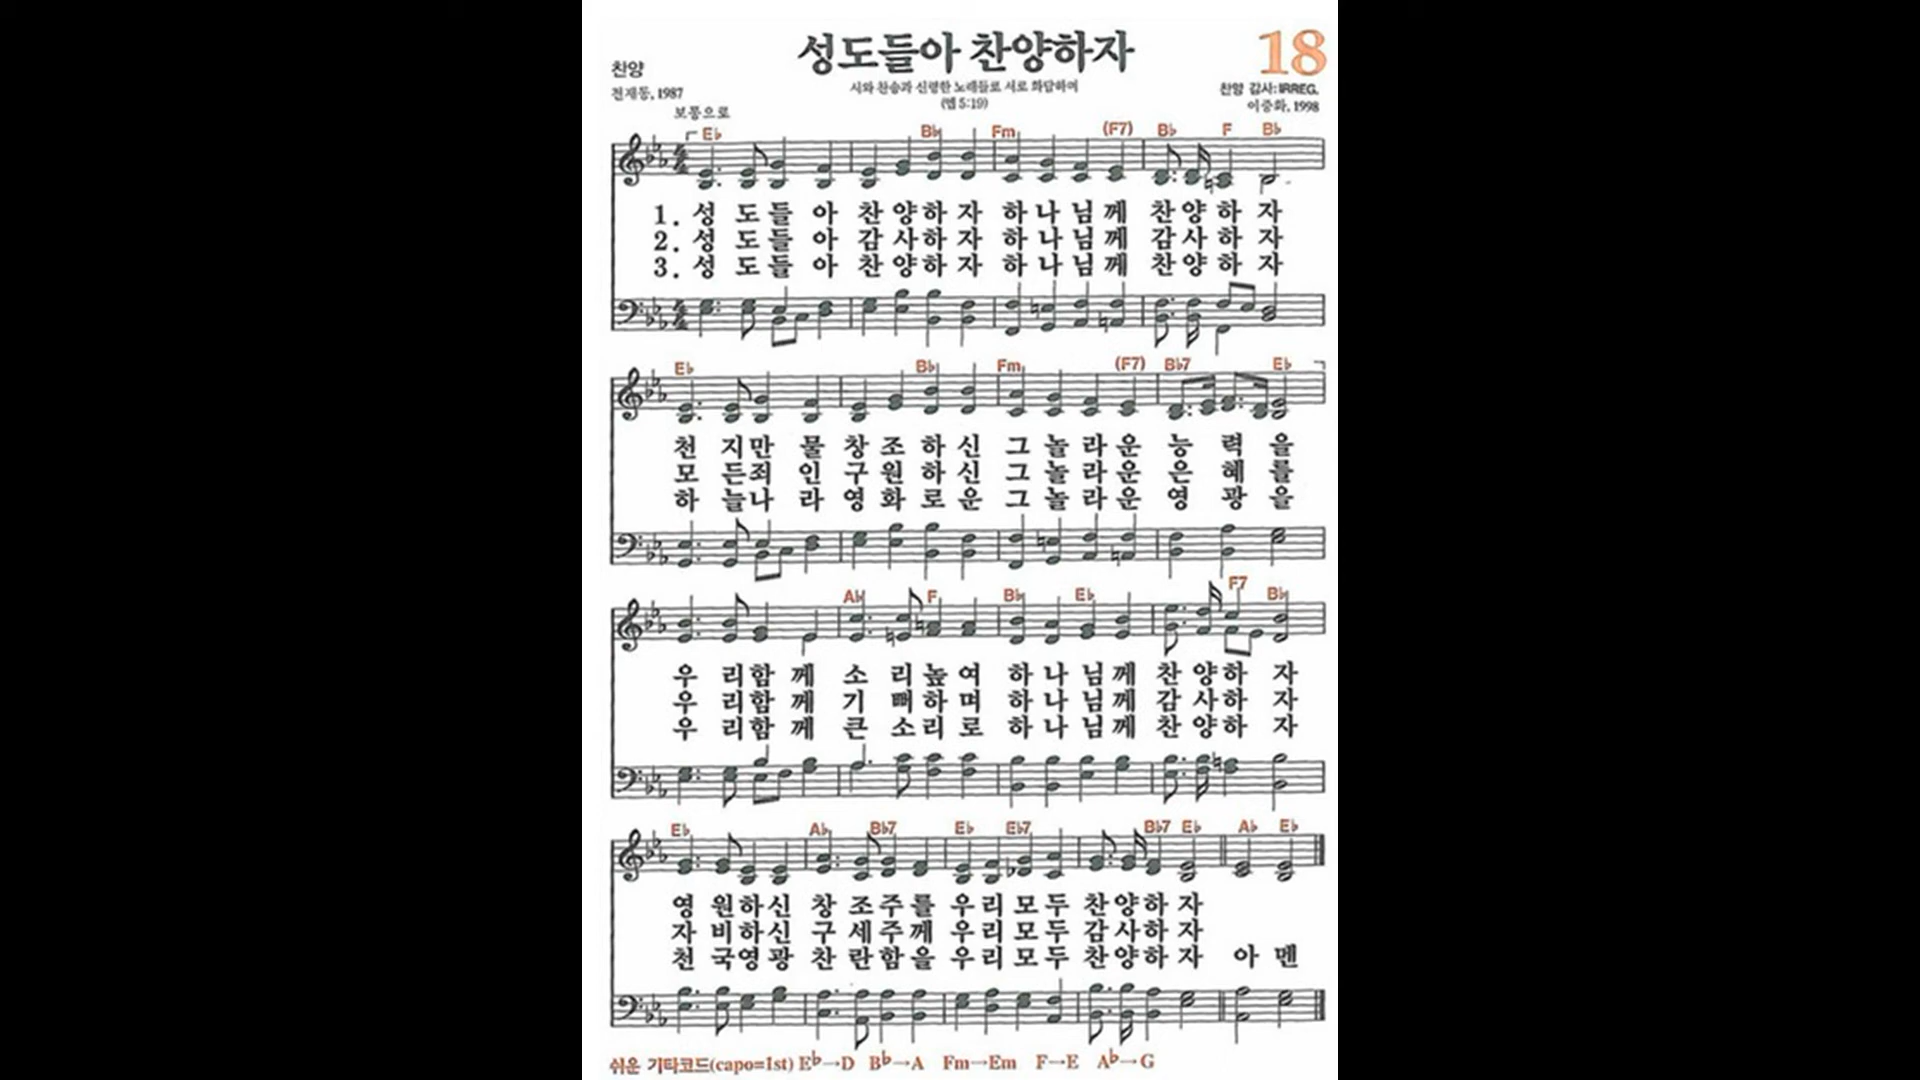 찬양
성도들아 찬양하자
18
전재동, 1987
시와 찬송과 신령한 노래들로 서로 화답하며
(엡 5:19)
찬양 감사: IRREG.
이중화, 1998
보통으로
E♭ B♭ Fm (F7) B♭ F B♭
1. 성 도 들 아 찬 양 하 자 하 나 님 께 찬 양 하 자
2. 성 도 들 아 감 사 하 자 하 나 님 께 감 사 하 자
3. 성 도 들 아 찬 양 하 자 하 나 님 께 찬 양 하 자
E♭ B♭ Fm (F7) B♭7 E♭
천 지 만 물 창 조 하 신 그 놀 라 운 능 력 을
모 든 죄 인 구 원 하 신 그 놀 라 운 은 혜 를
하 늘 나 라 영 화 로 운 그 놀 라 운 영 광 을
A♭ F B♭ E♭ F7 B♭
우 리 함 께 소 리 높 여 하 나 님 께 찬 양 하 자
우 리 함 께 기 뻐 하 며 하 나 님 께 감 사 하 자
우 리 함 께 큰 소 리 로 하 나 님 께 찬 양 하 자
E♭ A♭ B♭7 E♭ E♭7 B♭7 E♭ A♭ E♭
영 원 하 신 창 조 주 를 우 리 모 두 찬 양 하 자
자 비 하 신 구 세 주 께 우 리 모 두 감 사 하 자
천 국 영 광 찬 란 함 을 우 리 모 두 찬 양 하 자 아 멘
쉬운 기타코드(capo=1st) E♭→D B♭→A Fm→Em F→E A♭→G